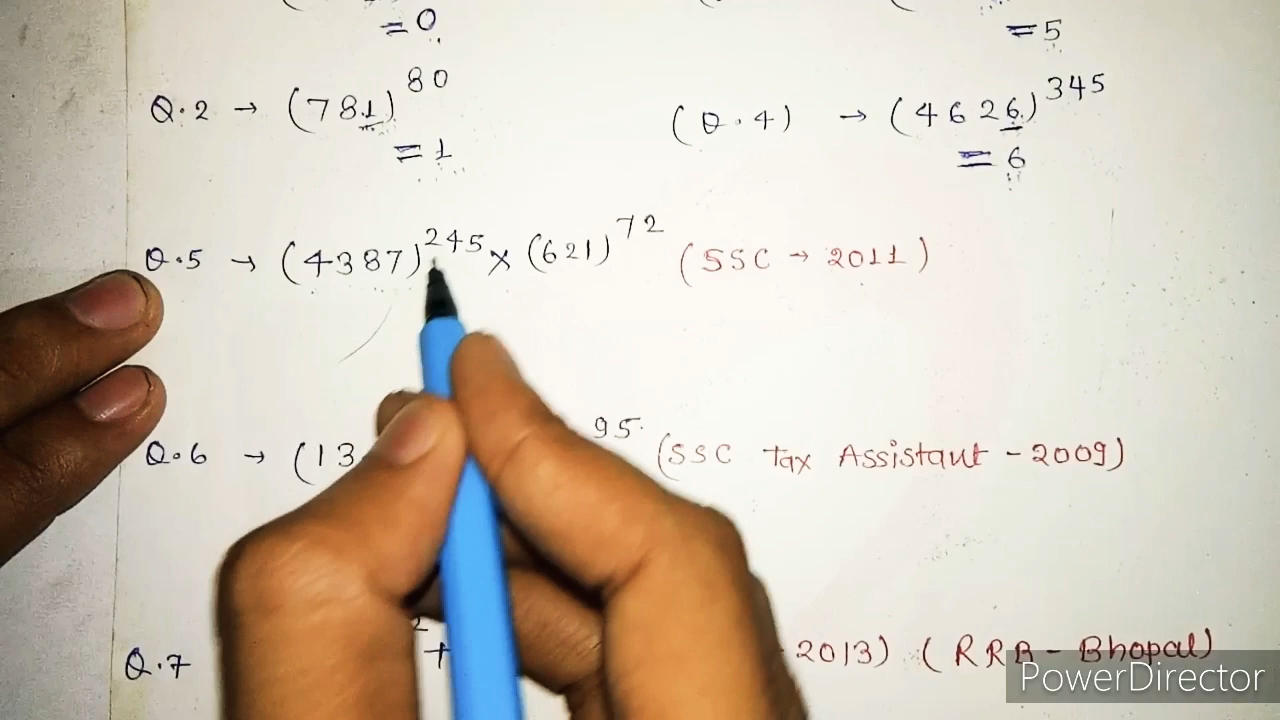 = 0
= 5
Q.2 → (781)^80
= 1
(Q.4) → (4626)^345
= 6
Q.5 → (4387)^245 × (621)^72 (SSC → 2011)
Q.6 → (13 95 (SSC Tax Assistant - 2009)
Q.7 2 + 2013) (RRB - Bhopal)
PowerDirector